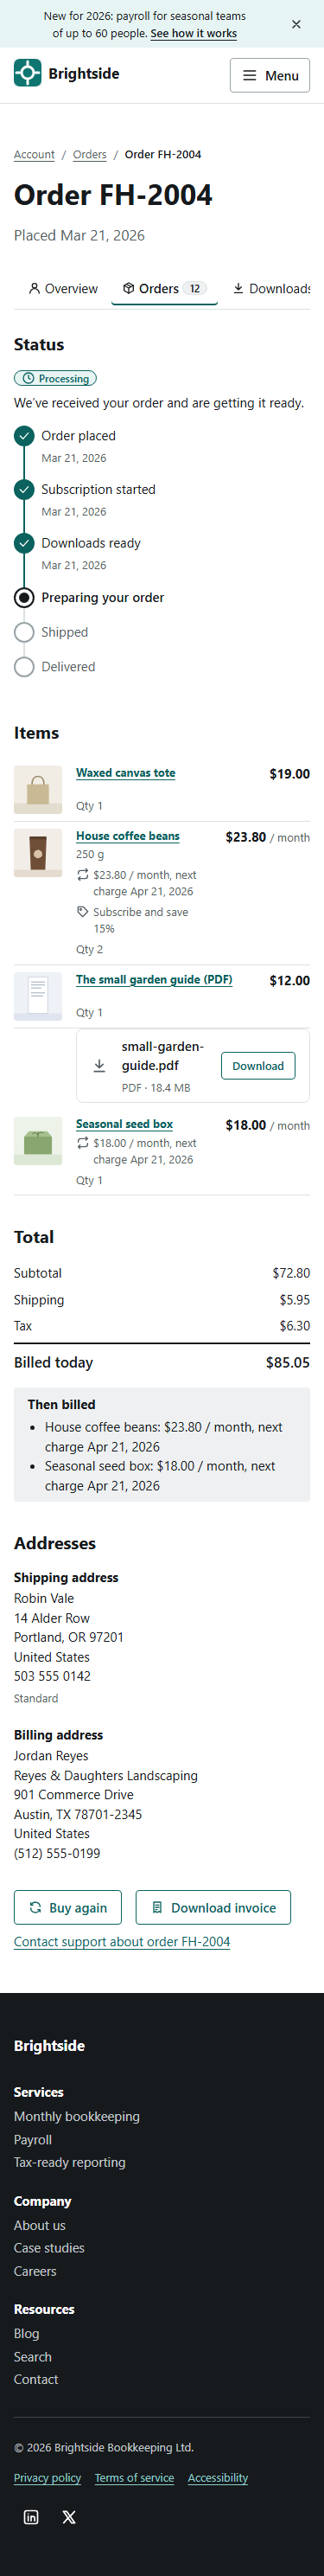 New for 2026: payroll for seasonal teams
of up to 60 people. See how it works
Brightside
Menu
Account / Orders / Order FH-2004
Order FH-2004
Placed Mar 21, 2026
Overview
Orders 12
Downloads
Status
Processing
We've received your order and are getting it ready.
Order placed
Mar 21, 2026
Subscription started
Mar 21, 2026
Downloads ready
Mar 21, 2026
Preparing your order
Shipped
Delivered
Items
Waxed canvas tote
$19.00
Qty 1
House coffee beans
$23.80 / month
250 g
$23.80 / month, next
charge Apr 21, 2026
Subscribe and save
15%
Qty 2
The small garden guide (PDF)
$12.00
Qty 1
small-garden-
guide.pdf
PDF · 18.4 MB
Download
Seasonal seed box
$18.00 / month
$18.00 / month, next
charge Apr 21, 2026
Qty 1
Total
Subtotal $72.80
Shipping $5.95
Tax $6.30
Billed today $85.05
Then billed
• House coffee beans: $23.80 / month, next
charge Apr 21, 2026
• Seasonal seed box: $18.00 / month, next
charge Apr 21, 2026
Addresses
Shipping address
Robin Vale
14 Alder Row
Portland, OR 97201
United States
503 555 0142
Standard
Billing address
Jordan Reyes
Reyes & Daughters Landscaping
901 Commerce Drive
Austin, TX 78701-2345
United States
(512) 555-0199
Buy again
Download invoice
Contact support about order FH-2004
Brightside
Services
Monthly bookkeeping
Payroll
Tax-ready reporting
Company
About us
Case studies
Careers
Resources
Blog
Search
Contact
© 2026 Brightside Bookkeeping Ltd.
Privacy policy Terms of service Accessibility